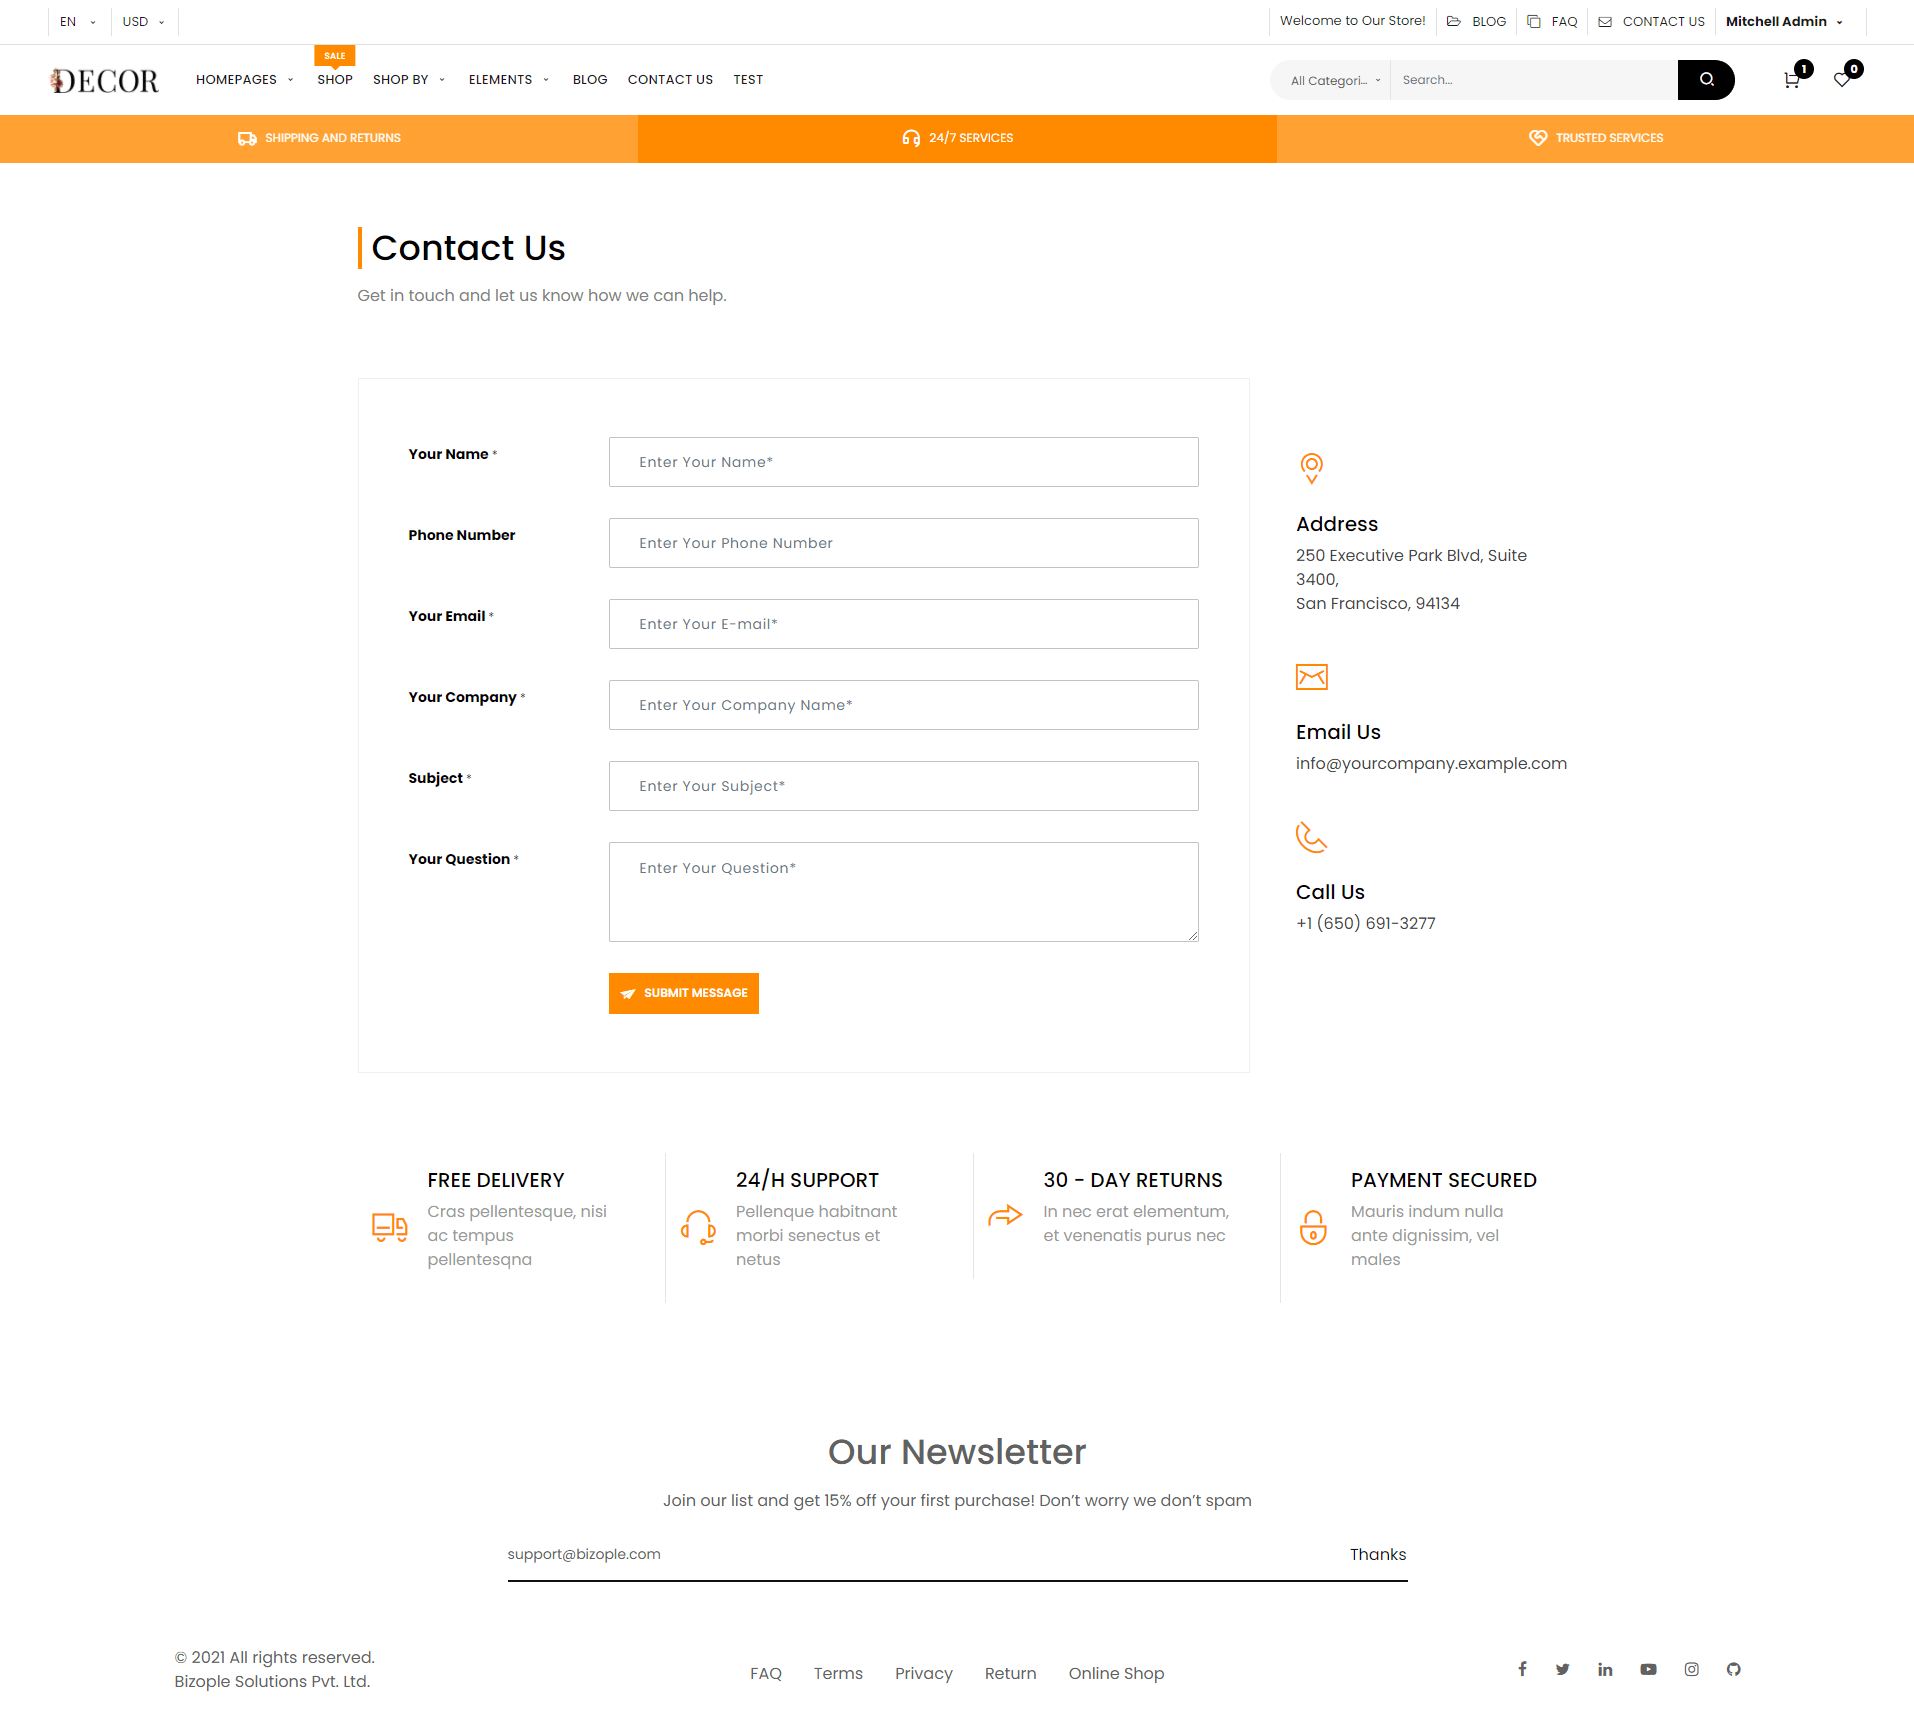 EN
USD
Welcome to Our Store!
BLOG
FAQ
CONTACT US
Mitchell Admin
DECOR
HOMEPAGES
SALE
SHOP
SHOP BY
ELEMENTS
BLOG
CONTACT US
TEST
All Categori...
Search...
1
0
SHIPPING AND RETURNS
24/7 SERVICES
TRUSTED SERVICES
Contact Us
Get in touch and let us know how we can help.
Your Name *
Enter Your Name*
Phone Number
Enter Your Phone Number
Your Email *
Enter Your E-mail*
Your Company *
Enter Your Company Name*
Subject *
Enter Your Subject*
Your Question *
Enter Your Question*
SUBMIT MESSAGE
Address
250 Executive Park Blvd, Suite
3400,
San Francisco, 94134
Email Us
info@yourcompany.example.com
Call Us
+1 (650) 691-3277
FREE DELIVERY
Cras pellentesque, nisi
ac tempus
pellentesqna
24/H SUPPORT
Pellenque habitnant
morbi senectus et
netus
30 - DAY RETURNS
In nec erat elementum,
et venenatis purus nec
PAYMENT SECURED
Mauris indum nulla
ante dignissim, vel
males
Our Newsletter
Join our list and get 15% off your first purchase! Don’t worry we don’t spam
support@bizople.com
Thanks
© 2021 All rights reserved.
Bizople Solutions Pvt. Ltd.
FAQ
Terms
Privacy
Return
Online Shop